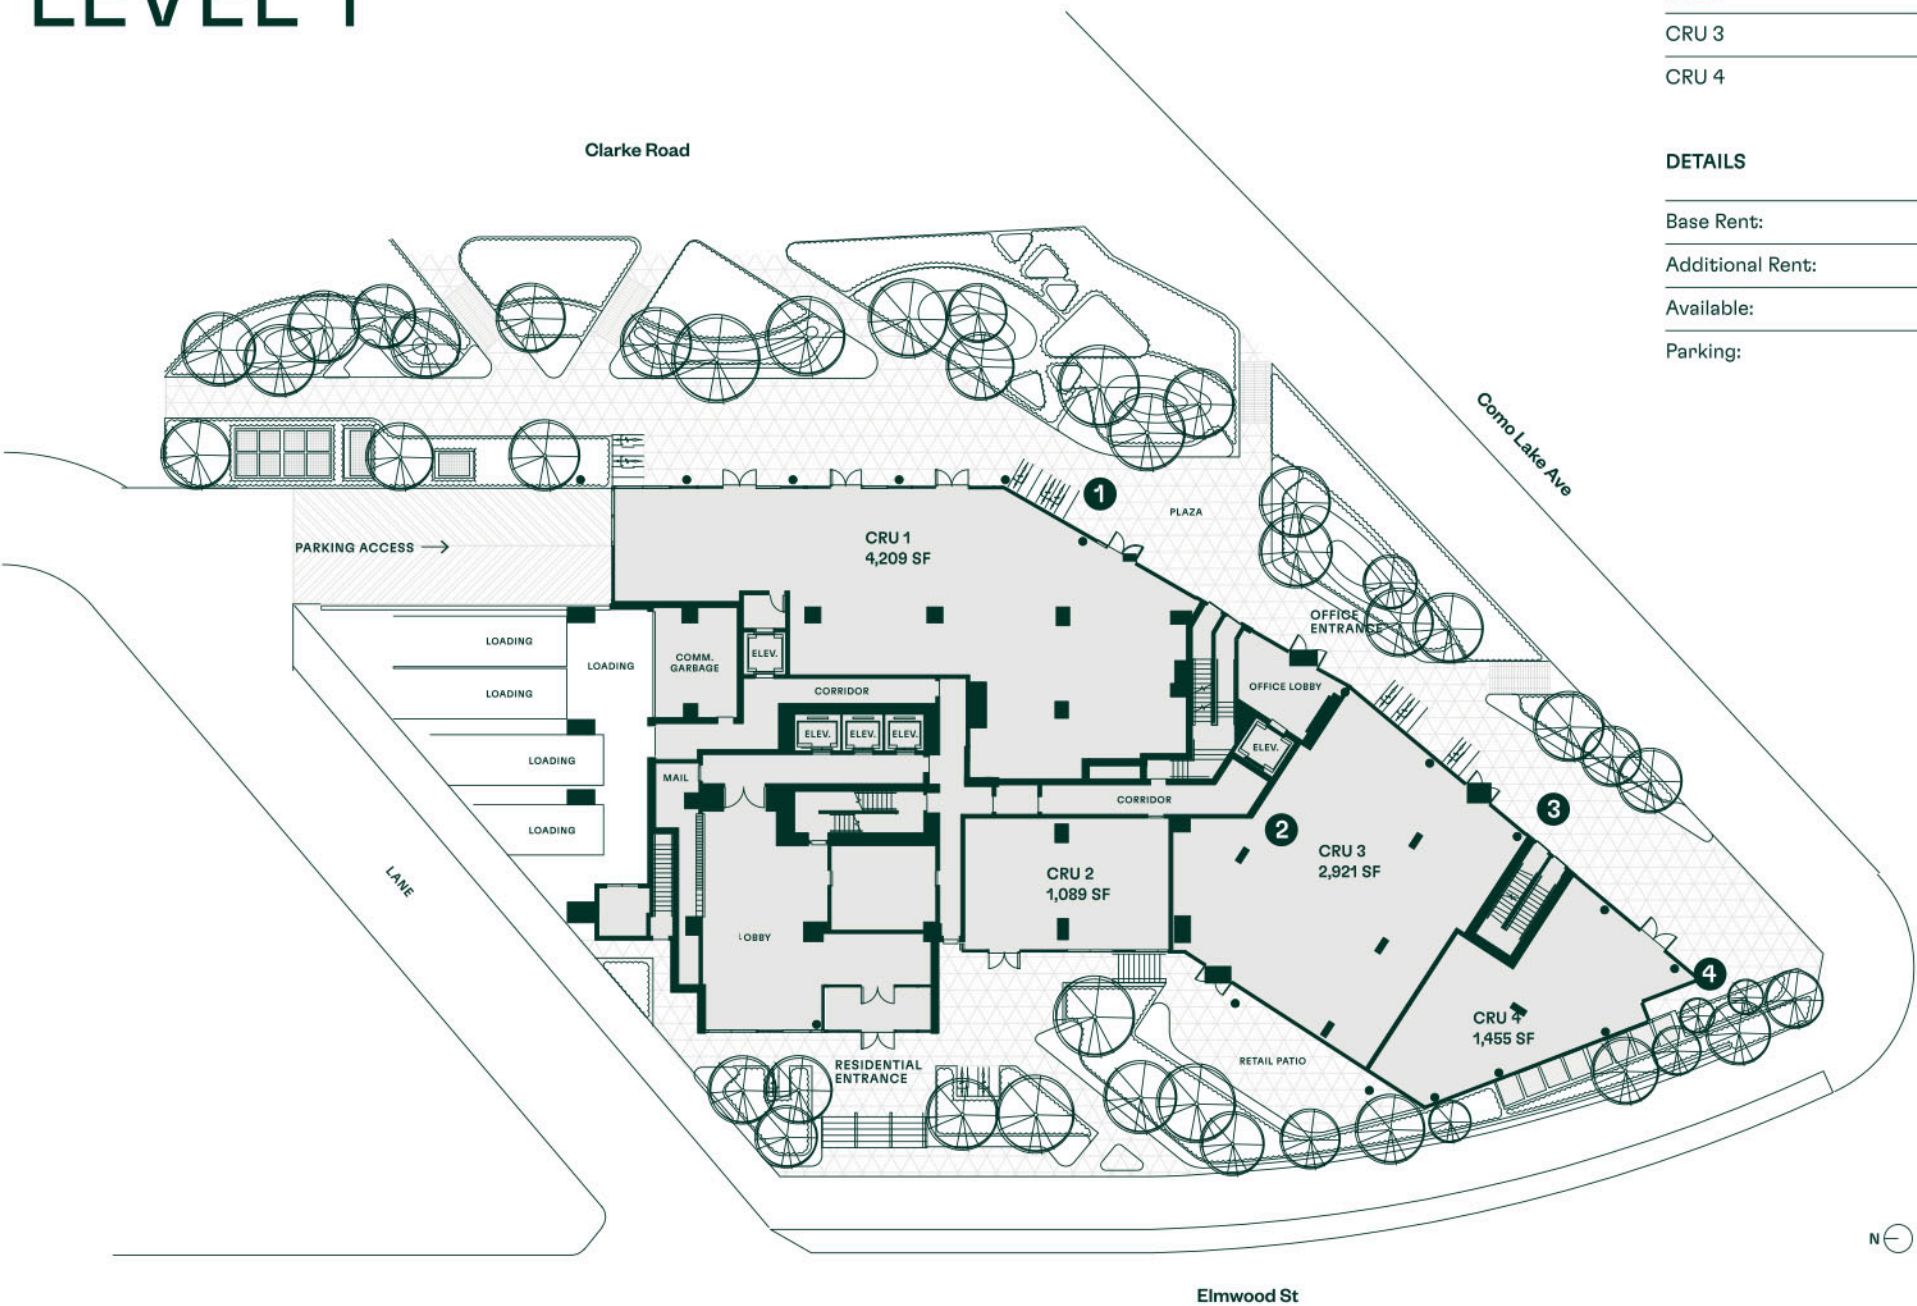 LEVEL 1
CRU 3
CRU 4
DETAILS
Base Rent:
Additional Rent:
Available:
Parking:
Clarke Road
Como Lake Ave
1
PLAZA
CRU 1
4,209 SF
PARKING ACCESS
OFFICE
ENTRANCE
LOADING
LOADING
COMM.
GARBAGE
ELEV.
LOADING
CORRIDOR
OFFICE LOBBY
ELEV.
ELEV.
ELEV.
ELEV.
LOADING
MAIL
CORRIDOR
3
LOADING
2
CRU 3
2,921 SF
CRU 2
1,089 SF
LANE
LOBBY
4
CRU 4
1,455 SF
RESIDENTIAL
ENTRANCE
RETAIL PATIO
N
Elmwood St